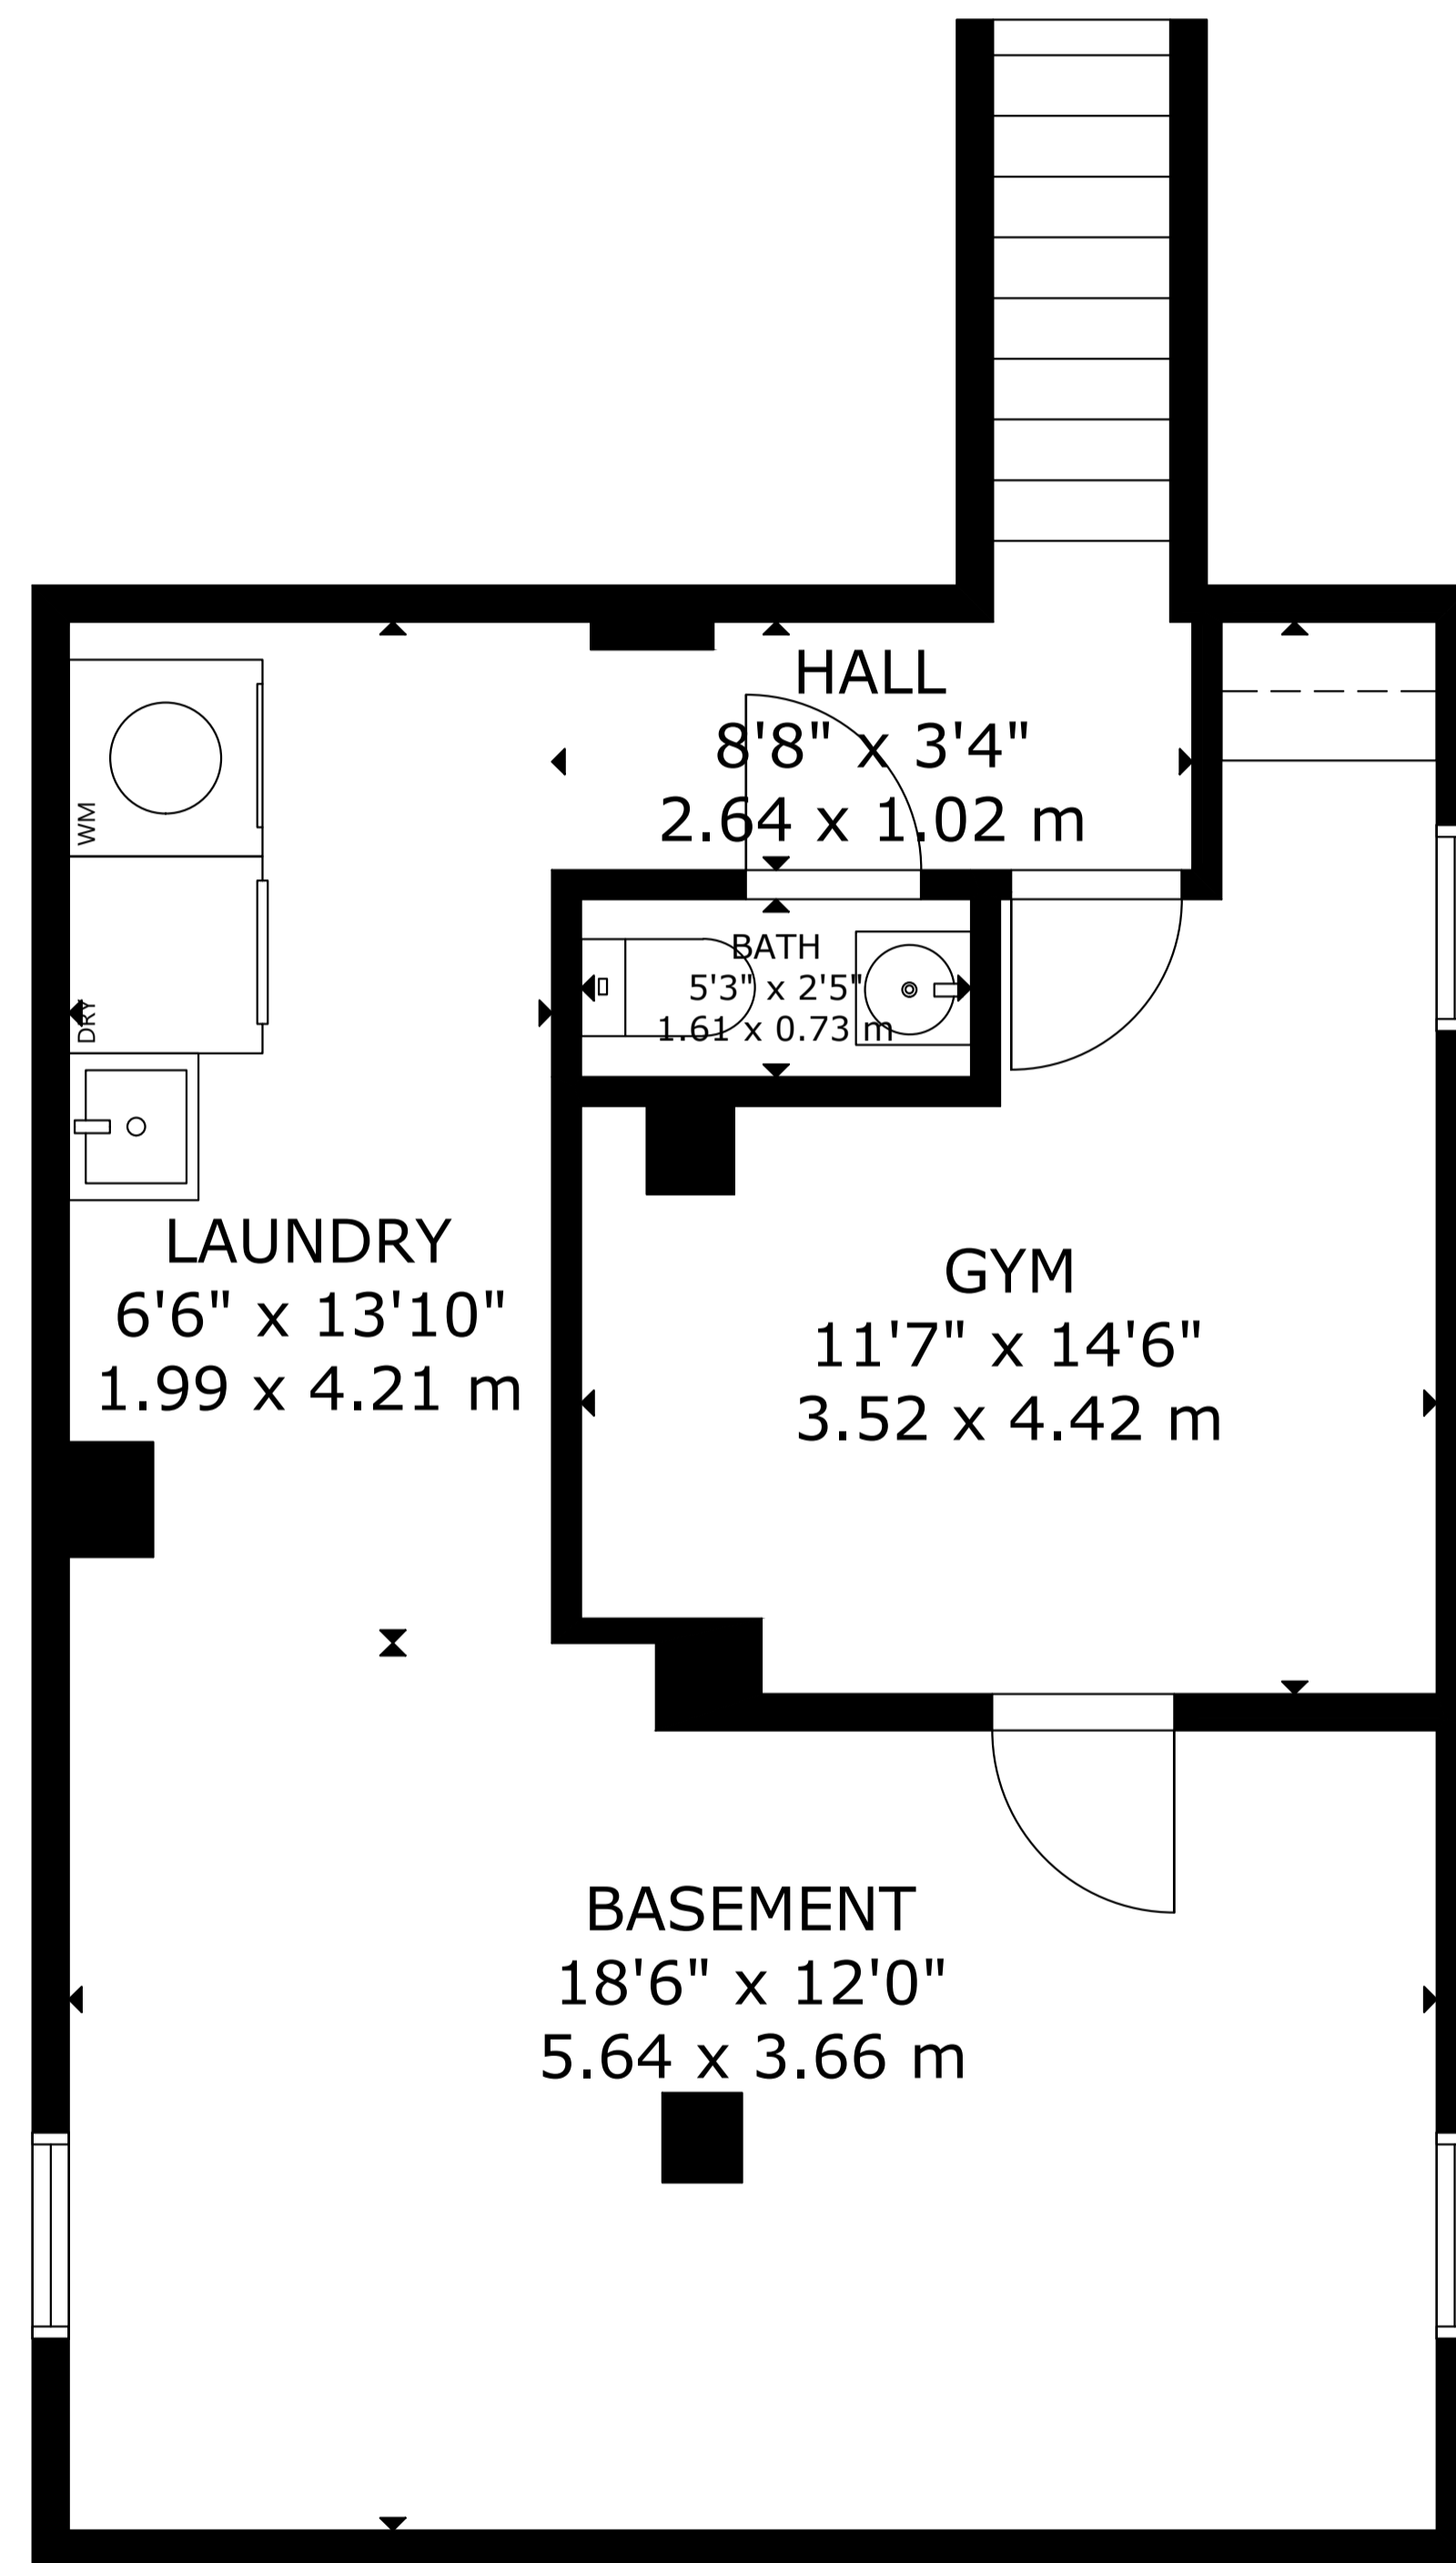 HALL
8'8" x 3'4"
2.64 x 1.02 m
WM
DRY
BATH
5'3" x 2'5"
1.61 x 0.73 m
LAUNDRY
6'6" x 13'10"
1.99 x 4.21 m
GYM
11'7" x 14'6"
3.52 x 4.42 m
BASEMENT
18'6" x 12'0"
5.64 x 3.66 m